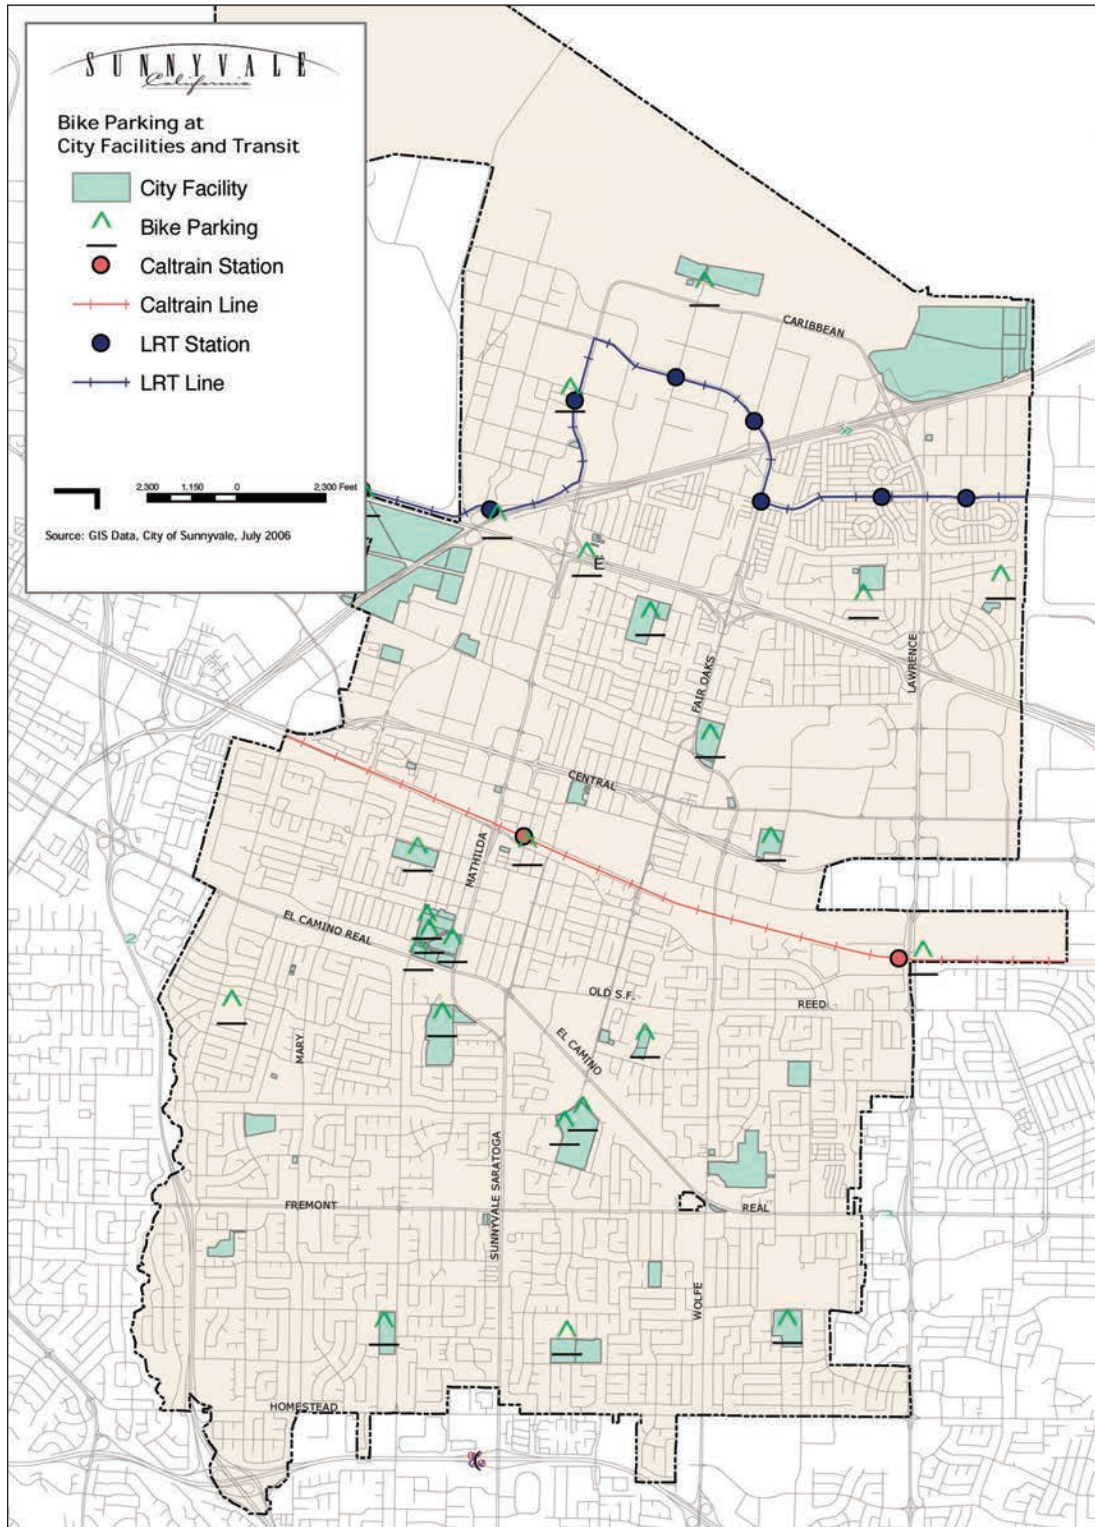 SUNNYVALE
California
Bike Parking at
City Facilities and Transit
City Facility
Bike Parking
Caltrain Station
Caltrain Line
LRT Station
LRT Line
2,300 1,150 0 2,300 Feet
Source: GIS Data, City of Sunnyvale, July 2006
CARIBBEAN
E
LAWRENCE
FAIR OAKS
CENTRAL
MATHILDA
EL CAMINO REAL
2
OLD S.F.
REED
EL CAMINO
MARY
SUNNYVALE SARATOGA
FREMONT
REAL
WOLFE
HOMESTEAD